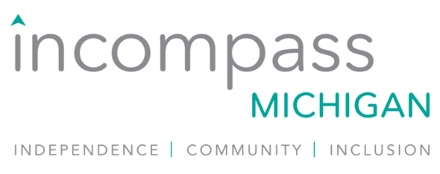 incompass
MICHIGAN
INDEPENDENCE | COMMUNITY | INCLUSION